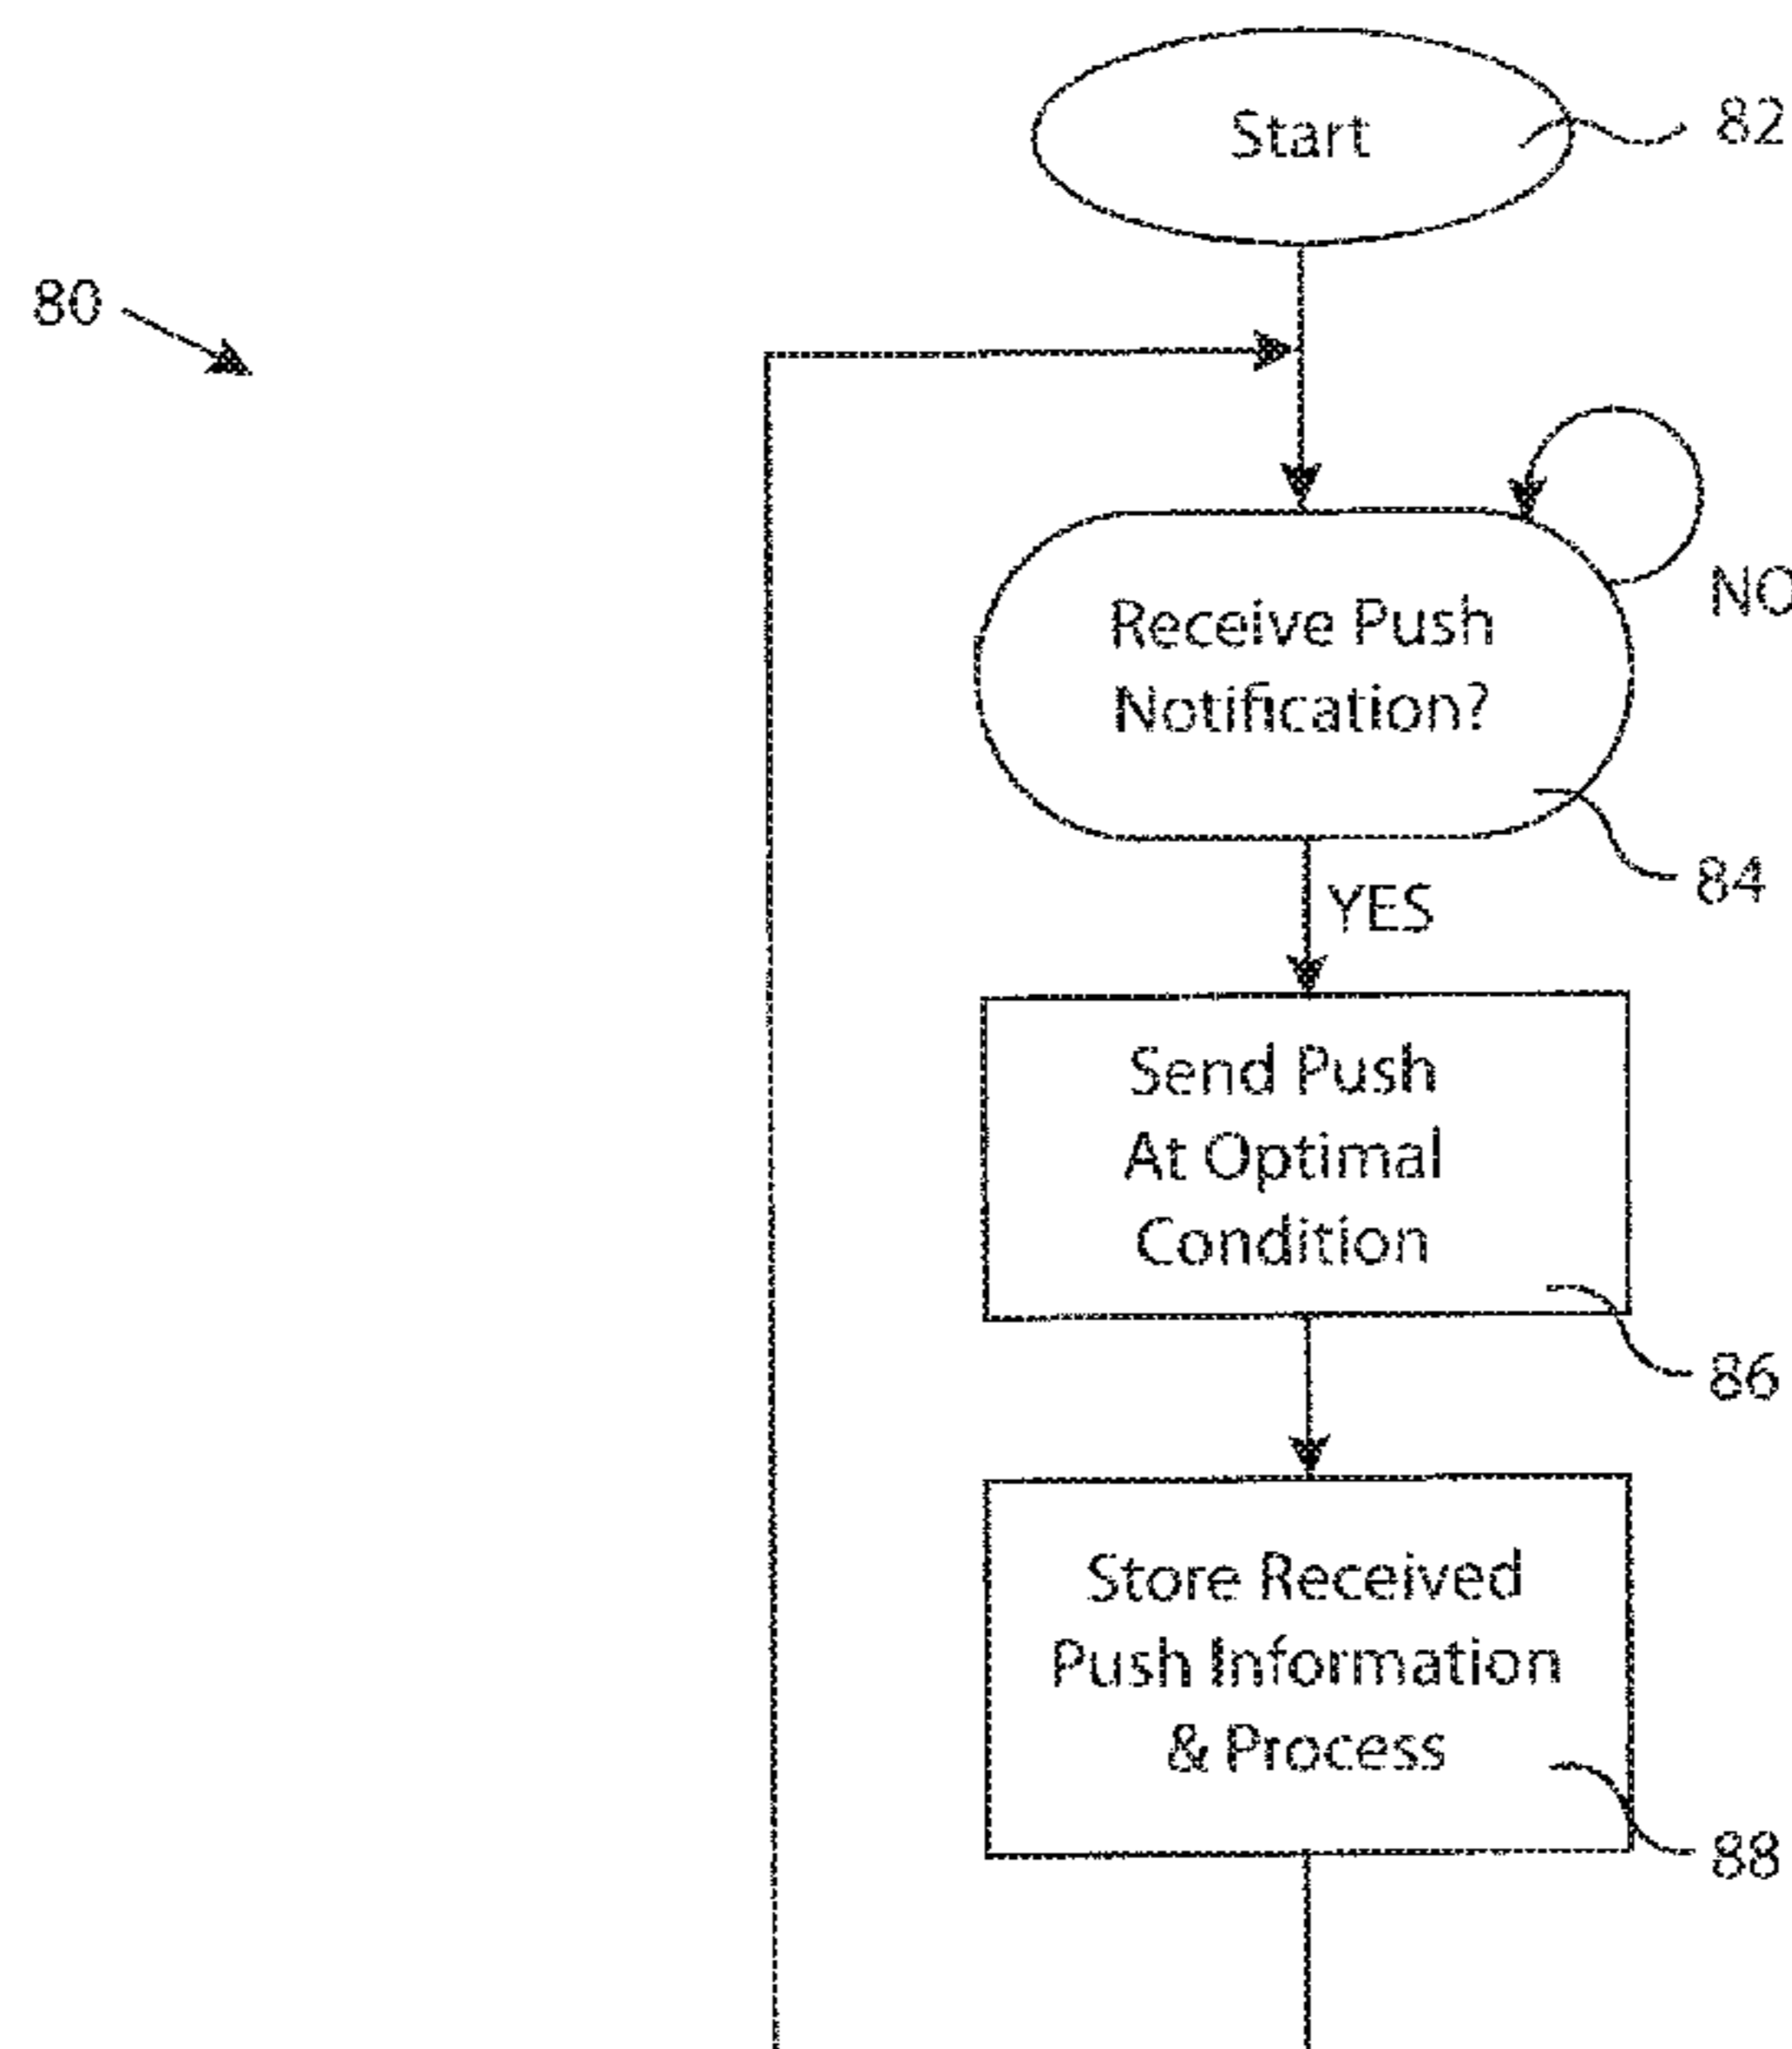 Start
82
80
NO
Receive Push
Notification?
84
YES
Send Push
At Optimal
Condition
86
Store Received
Push Information
& Process
88